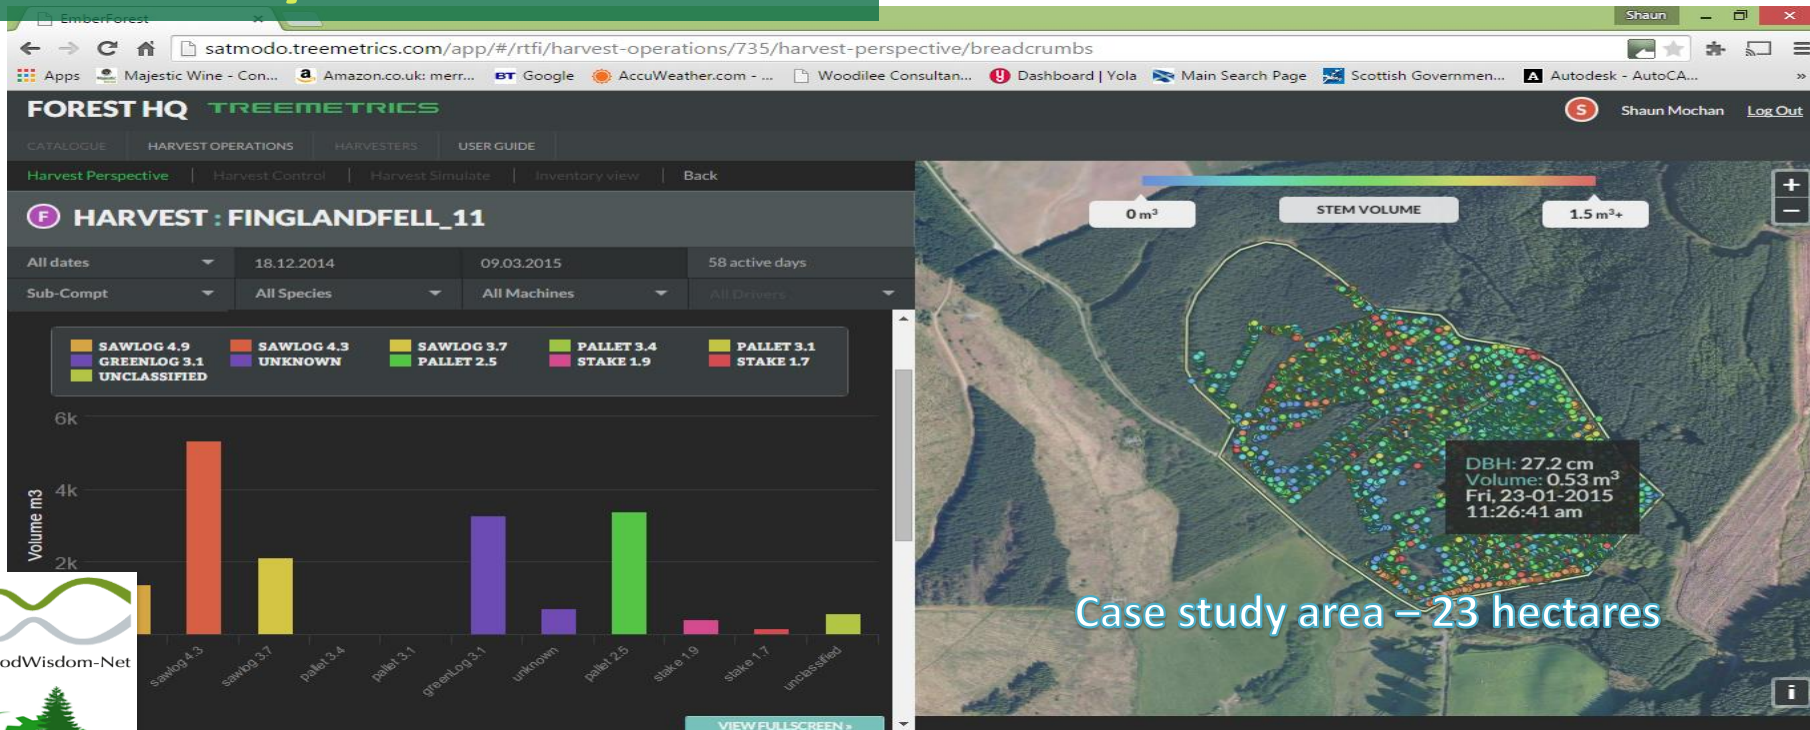 EmberForest
Shaun
satmodo.treemetrics.com/app/#/rtfi/harvest-operations/735/harvest-perspective/breadcrumbs
Apps Majestic Wine - Con... Amazon.co.uk: merr... BT Google AccuWeather.com - ... Woodilee Consultan... Dashboard | Yola Main Search Page Scottish Governmen... Autodesk - AutoCA... »
FOREST HQ TREEMETRICS
S Shaun Mochan Log Out
CATALOGUE HARVEST OPERATIONS HARVESTERS USER GUIDE
Harvest Perspective | Harvest Control | Harvest Simulate | Inventory view | Back
F HARVEST : FINGLANDFELL_11
All dates 18.12.2014 09.03.2015 58 active days
Sub-Compt All Species All Machines All Drivers
SAWLOG 4.9 SAWLOG 4.3 SAWLOG 3.7 PALLET 3.4 PALLET 3.1
GREENLOG 3.1 UNKNOWN PALLET 2.5 STAKE 1.9 STAKE 1.7
UNCLASSIFIED
6k
4k
2k
Volume m3
sawlog 4.3 sawlog 3.7 pallet 3.4 pallet 3.1 greenLog 3.1 unknown pallet 2.5 stake 1.9 stake 1.7 unclassified
VIEW FULL SCREEN »
odWisdom-Net
0 m³ STEM VOLUME 1.5 m³+
+
−
DBH: 27.2 cm
Volume: 0.53 m³
Fri, 23-01-2015
11:26:41 am
Case study area – 23 hectares
i